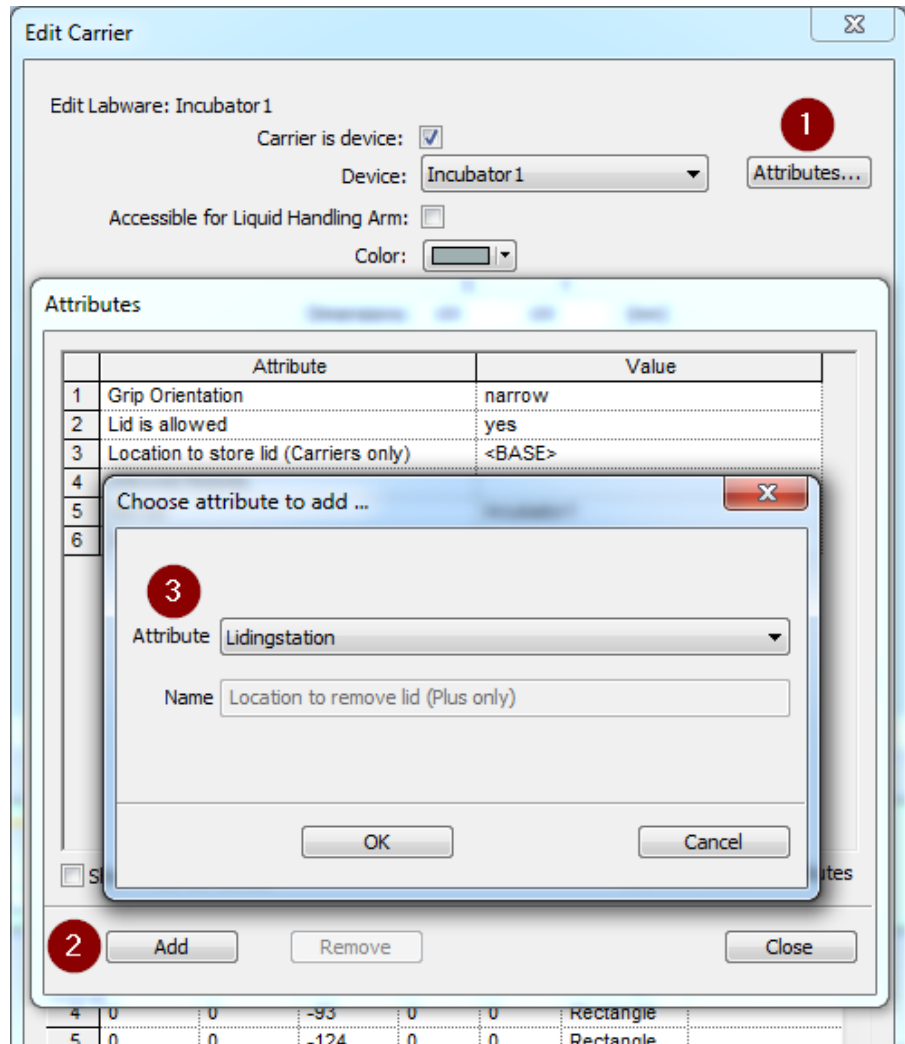 Edit Carrier
Edit Labware: Incubator1
1
Carrier is device:
Device: Incubator1 Attributes...
Accessible for Liquid Handling Arm:
Color:
Attributes
Attribute Value
1 Grip Orientation narrow
2 Lid is allowed yes
3 Location to store lid (Carriers only) <BASE>
4
Choose attribute to add ...
5
6
3
Attribute Lidingstation
Name Location to remove lid (Plus only)
OK Cancel
2 Add Remove Close
4 0 0 -93 0 0 Rectangle
5 0 0 -124 0 0 Rectangle